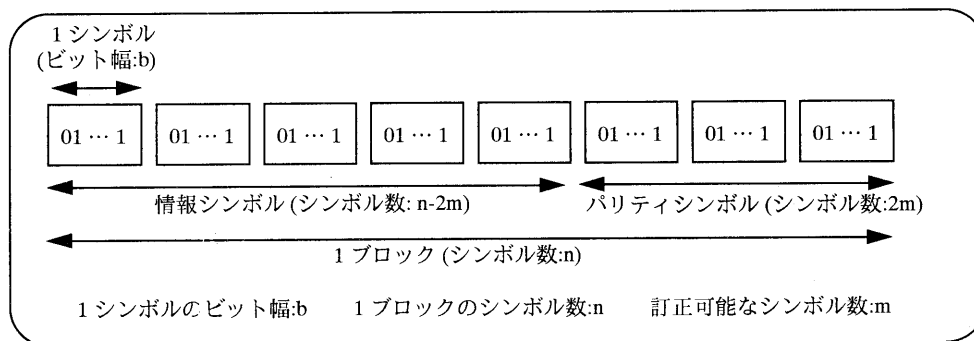 1 シンボル
(ビット幅:b)
01 … 1 01 … 1 01 … 1 01 … 1 01 … 1 01 … 1 01 … 1 01 … 1
情報シンボル (シンボル数: n-2m) パリティシンボル (シンボル数:2m)
1 ブロック (シンボル数:n)
1 シンボルのビット幅:b 1 ブロックのシンボル数:n 訂正可能なシンボル数:m